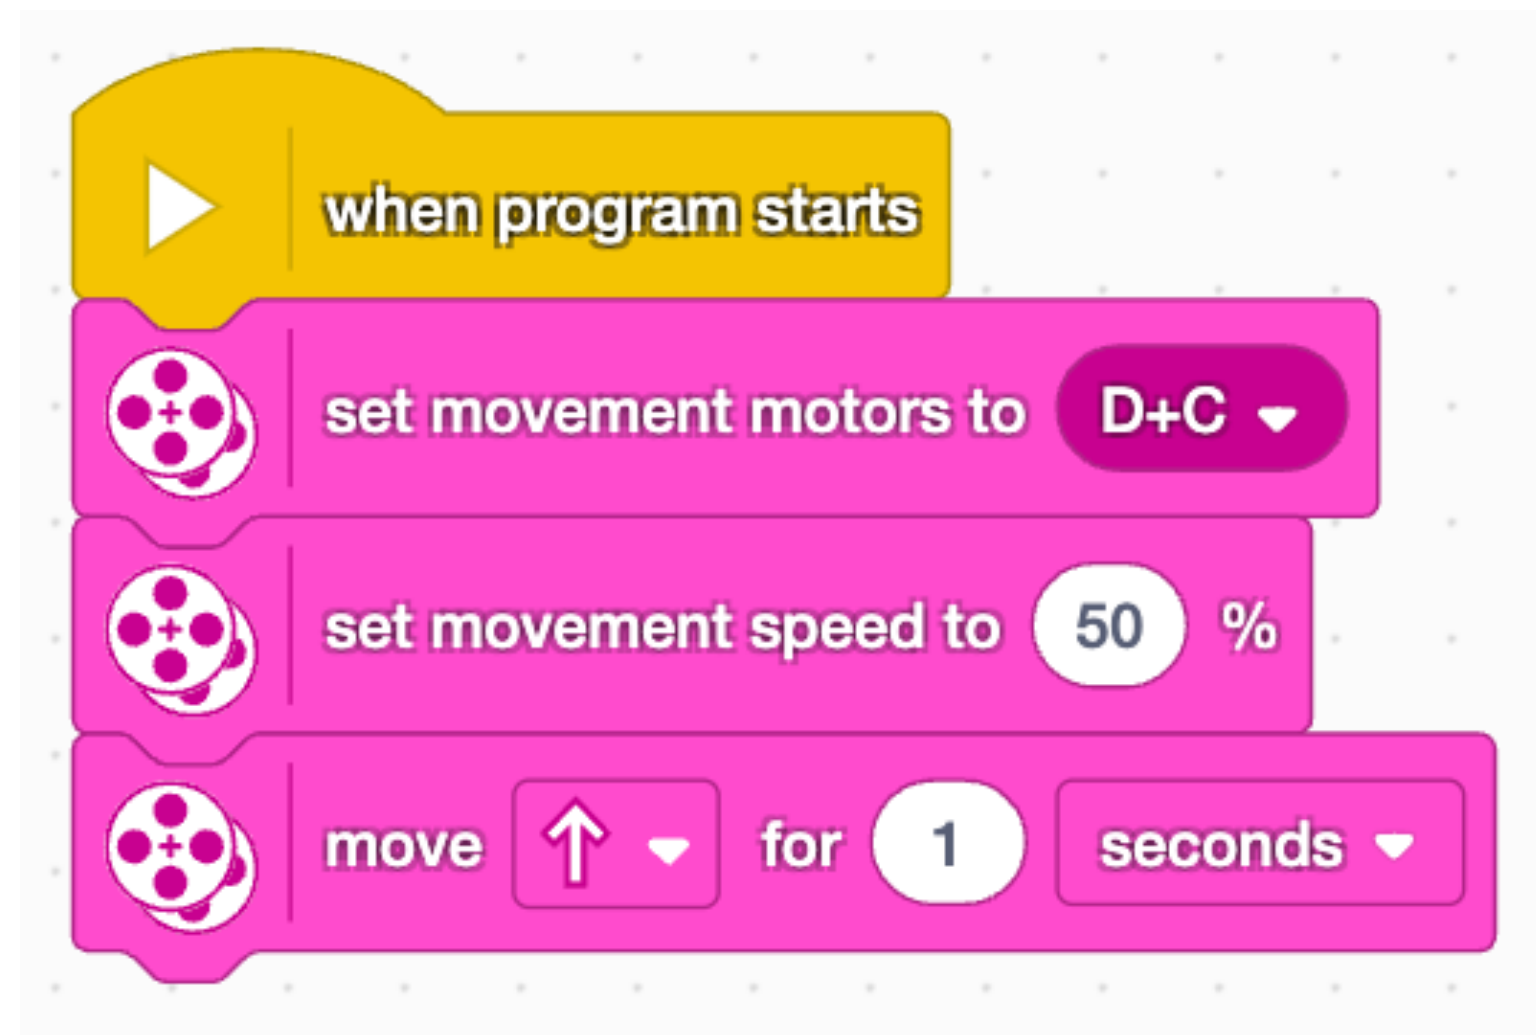 when program starts
set movement motors to D+C
set movement speed to 50 %
move for 1 seconds